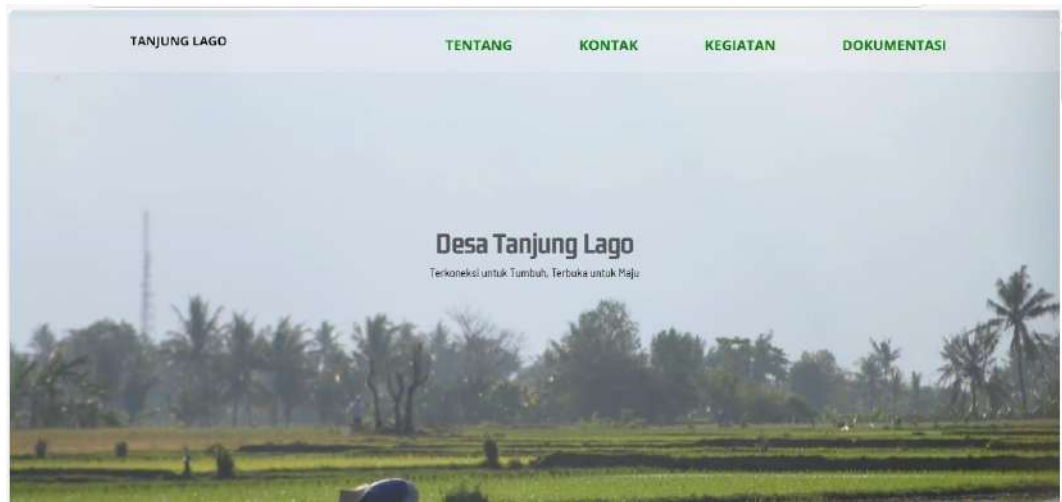 TANJUNG LAGO
TENTANG KONTAK KEGIATAN DOKUMENTASI
Desa Tanjung Lago
Terkoneksi untuk Tumbuh, Terbuka untuk Maju